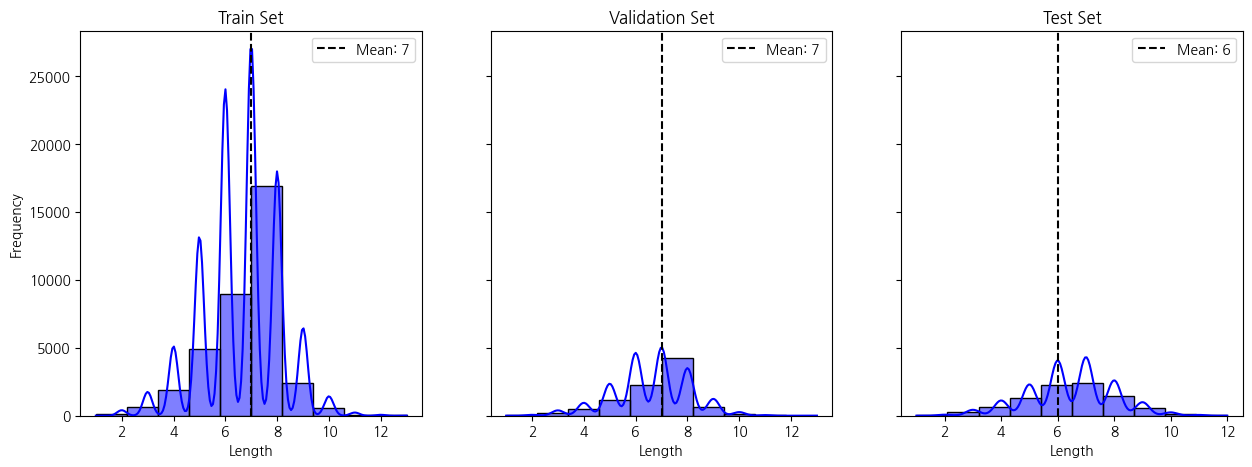 Train Set
Mean: 7
25000
20000
15000
10000
5000
0
Frequency
2 4 6 8 10 12
Length
Validation Set
Mean: 7
2 4 6 8 10 12
Length
Test Set
Mean: 6
2 4 6 8 10 12
Length